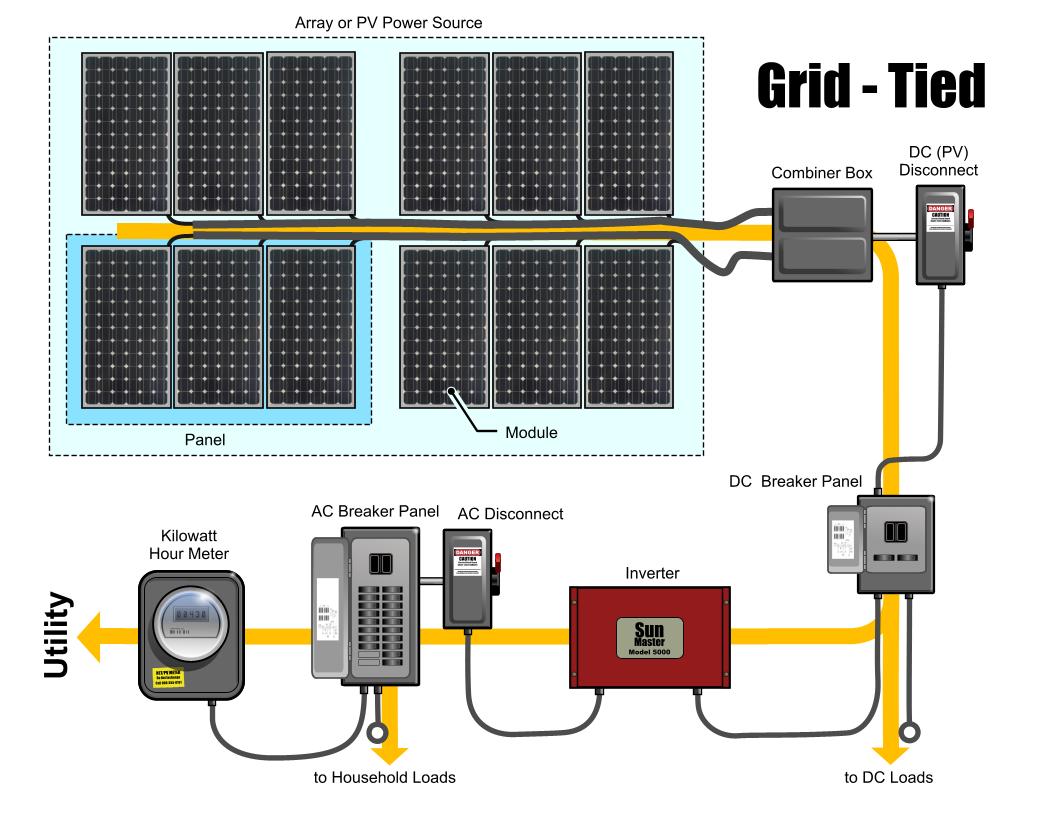 Array or PV Power Source
Grid - Tied
DC (PV)
Disconnect
Combiner Box
DANGER
CAUTION
Panel
Module
DC  Breaker Panel
AC Breaker Panel
AC Disconnect
DANGER
CAUTION
Kilowatt
Hour Meter
Inverter
Sun
Master
Model 5000
Utility
to Household Loads
to DC Loads